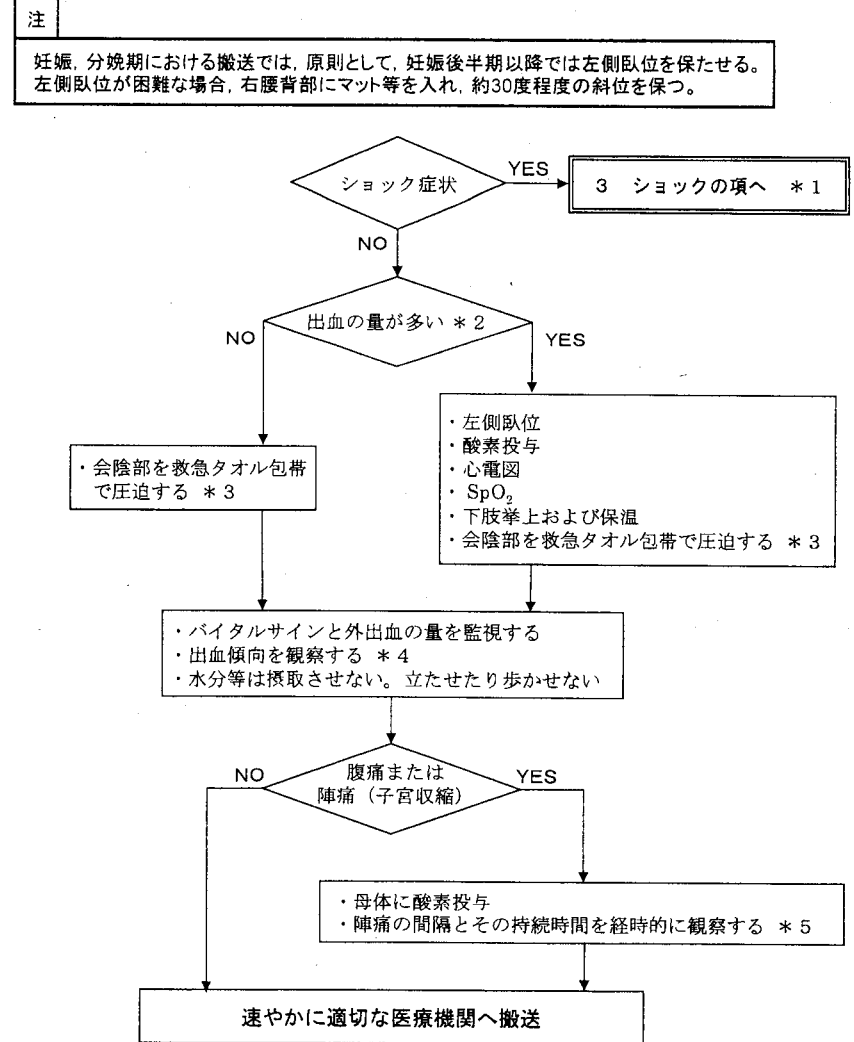 注
妊娠，分娩期における搬送では，原則として，妊娠後半期以降では左側臥位を保たせる。
左側臥位が困難な場合，右腰背部にマット等を入れ，約30度程度の斜位を保つ。
ショック症状
YES
3 ショックの項へ ＊1
NO
出血の量が多い ＊2
NO
YES
・会陰部を救急タオル包帯
で圧迫する ＊3
・左側臥位
・酸素投与
・心電図
・SpO₂
・下肢挙上および保温
・会陰部を救急タオル包帯で圧迫する ＊3
・バイタルサインと外出血の量を監視する
・出血傾向を観察する ＊4
・水分等は摂取させない。立たせたり歩かせない
腹痛または
陣痛（子宮収縮）
NO
YES
・母体に酸素投与
・陣痛の間隔とその持続時間を経時的に観察する ＊5
速やかに適切な医療機関へ搬送